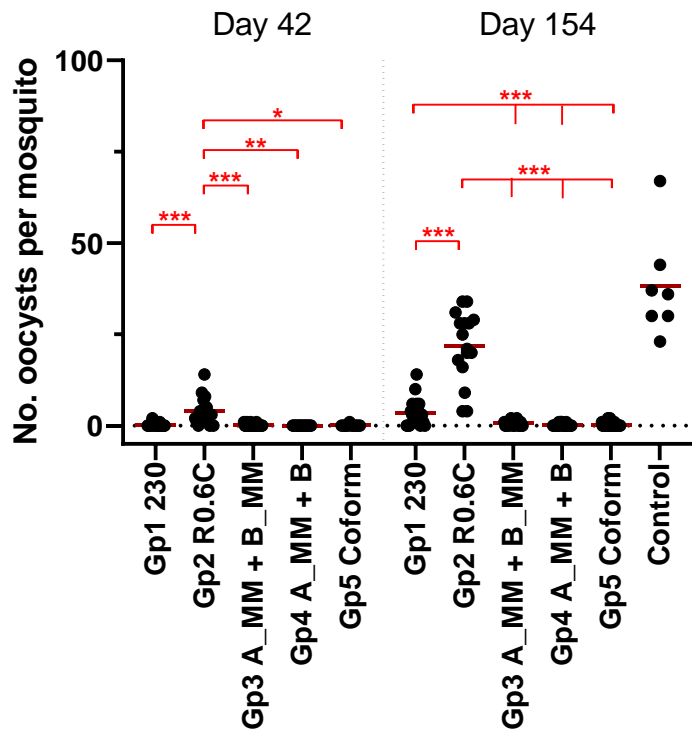 Day 42
Day 154
No. oocysts per mosquito
100
50
0
*
**
***
***
***
***
***
Gp1 230
Gp2 R0.6C
Gp3 A_MM + B_MM
Gp4 A_MM + B
Gp5 Coform
Gp1 230
Gp2 R0.6C
Gp3 A_MM + B_MM
Gp4 A_MM + B
Gp5 Coform
Control